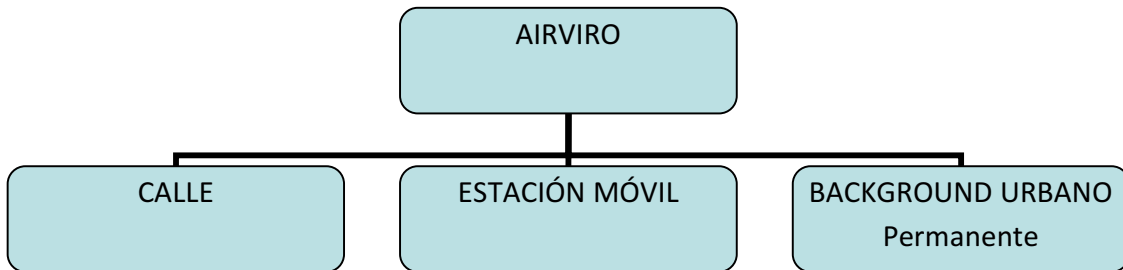 AIRVIRO
CALLE
ESTACIÓN MÓVIL
BACKGROUND URBANO
Permanente